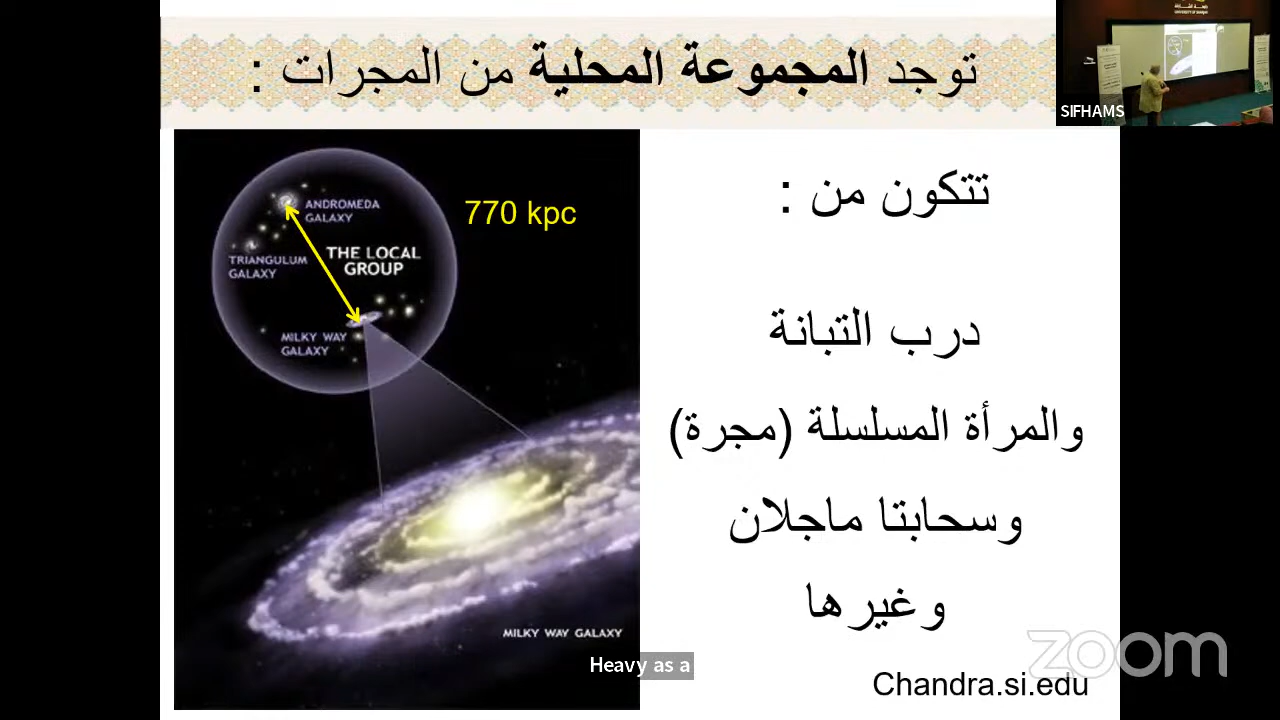 توجد المجموعة المحلية من المجرات :
SIFHAMS
تتكون من :
درب التبانة
والمرأة المسلسلة (مجرة)
وسحابتا ماجلان
وغيرها
ANDROMEDA
GALAXY
770 kpc
THE LOCAL
GROUP
TRIANGULUM
GALAXY
MILKY WAY
GALAXY
MILKY WAY GALAXY
Heavy as a
zoom
Chandra.si.edu